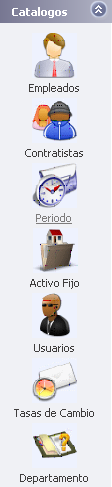 Catalogos
Empleados
Contratistas
Periodo
Activo Fijo
Usuarios
Tasas de Cambio
Departamento